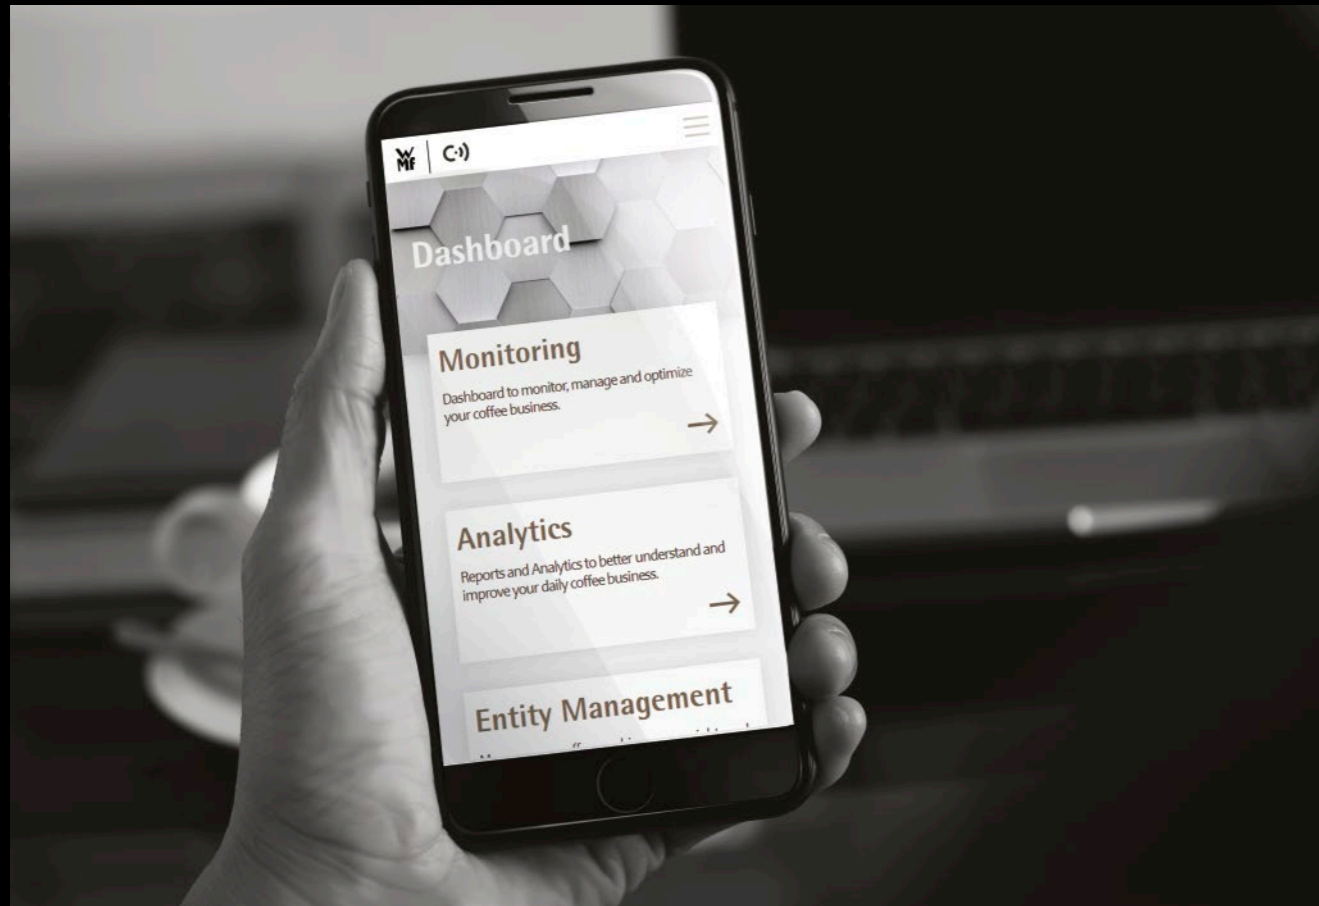 WMF
Dashboard
Monitoring
Dashboard to monitor, manage and optimize
your coffee business.
Analytics
Reports and Analytics to better understand and
improve your daily coffee business.
Entity Management